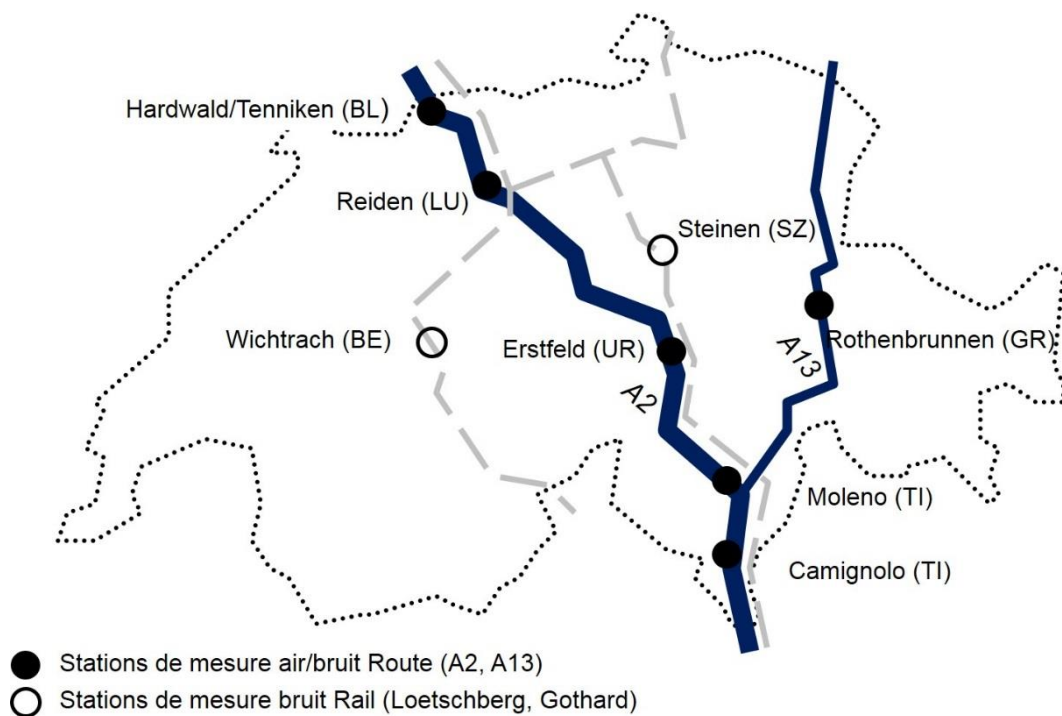 Hardwald/Tenniken (BL)
Reiden (LU)
Steinen (SZ)
Wichtrach (BE)
Erstfeld (UR)
A2
A13
Rothenbrunnen (GR)
Moleno (TI)
Camignolo (TI)
Stations de mesure air/bruit Route (A2, A13)
Stations de mesure bruit Rail (Loetschberg, Gothard)